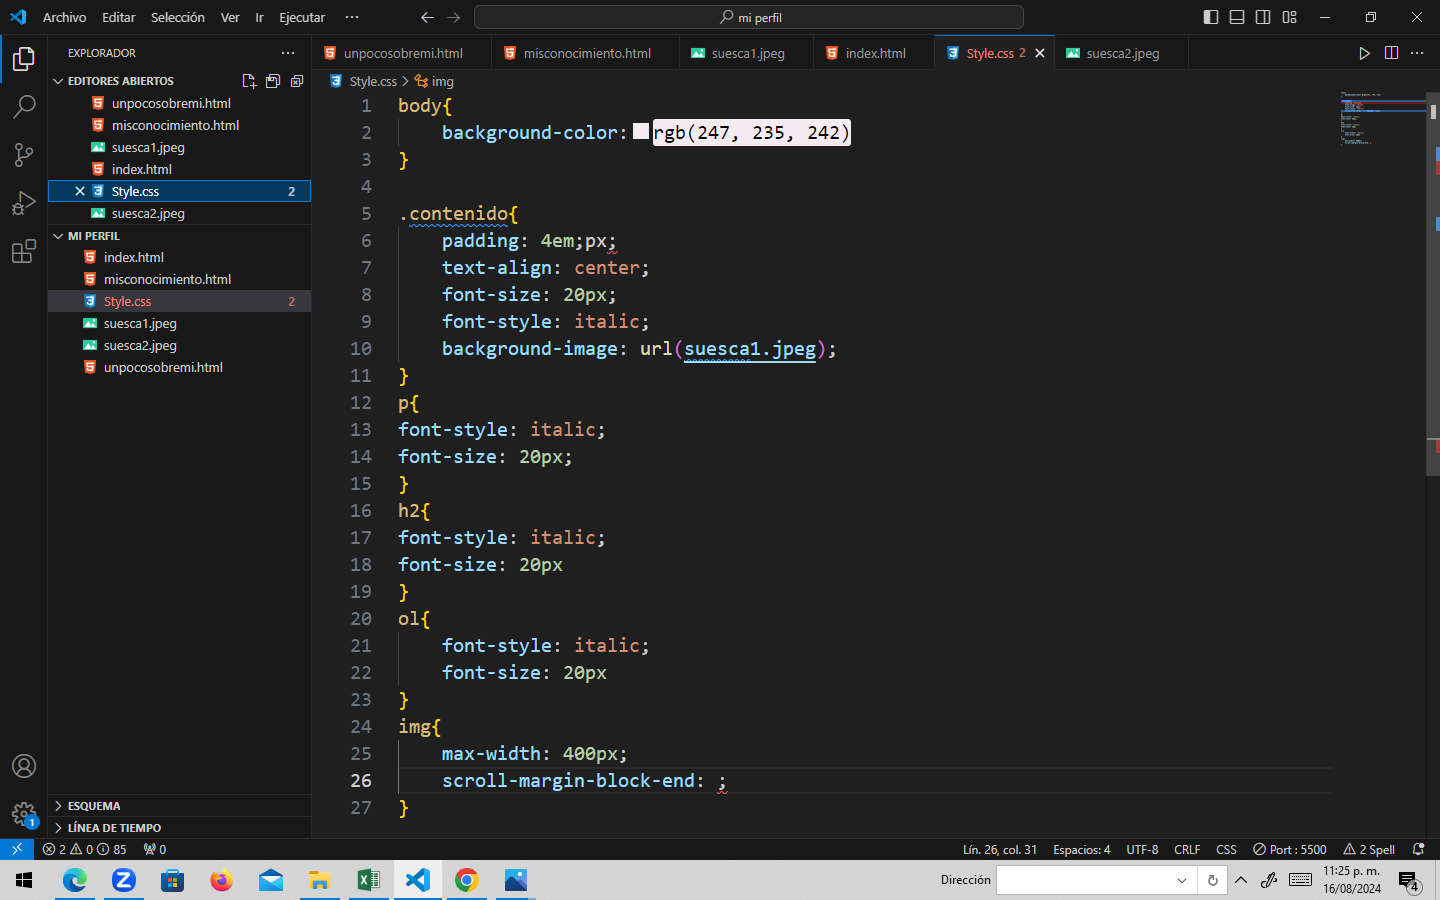 Archivo Editar Selección Ver Ir Ejecutar ··· mi perfil
EXPLORADOR ···
unpocosobremi.html misconocimiento.html suesca1.jpeg index.html Style.css 2 suesca2.jpeg
EDITORES ABIERTOS
Style.css > img
unpocosobremi.html
misconocimiento.html
suesca1.jpeg
index.html
Style.css 2
suesca2.jpeg
MI PERFIL
index.html
misconocimiento.html
Style.css 2
suesca1.jpeg
suesca2.jpeg
unpocosobremi.html
ESQUEMA
LÍNEA DE TIEMPO
1 body{
2 background-color: rgb(247, 235, 242)
3 }
4
5 .contenido{
6 padding: 4em;px;
7 text-align: center;
8 font-size: 20px;
9 font-style: italic;
10 background-image: url(suesca1.jpeg);
11 }
12 p{
13 font-style: italic;
14 font-size: 20px;
15 }
16 h2{
17 font-style: italic;
18 font-size: 20px
19 }
20 ol{
21 font-style: italic;
22 font-size: 20px
23 }
24 img{
25 max-width: 400px;
26 scroll-margin-block-end: ;
27 }
1
2 0 85 0 Lín. 26, col. 31 Espacios: 4 UTF-8 CRLF CSS Port : 5500 2 Spell
Dirección 11:25 p. m.
16/08/2024
4